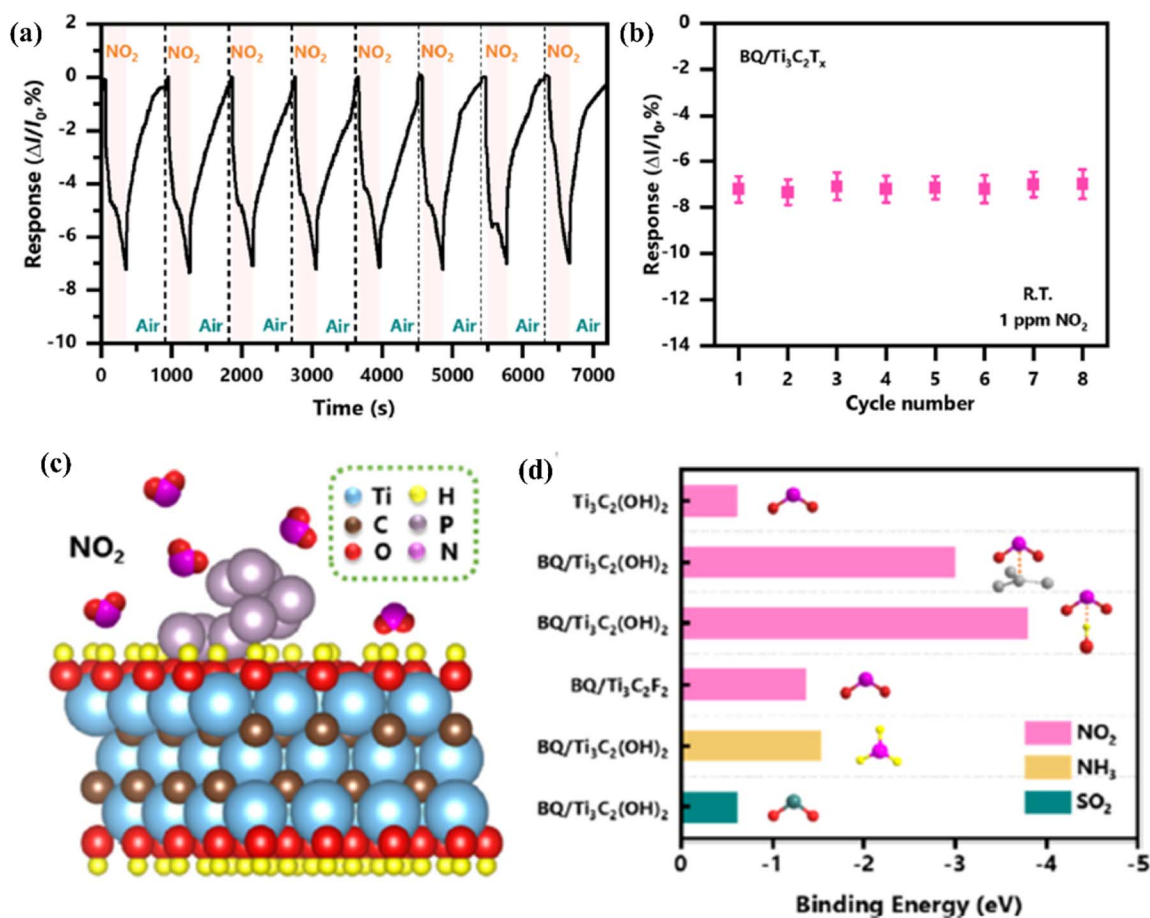 (a)
NO₂ NO₂ NO₂ NO₂ NO₂ NO₂ NO₂ NO₂
Response (ΔI/I₀,%)
2
0
-2
-4
-6
-8
-10
Air Air Air Air Air Air Air Air
0 1000 2000 3000 4000 5000 6000 7000
Time (s)
(b)
BQ/Ti₃C₂Tₓ
Response (ΔI/I₀,%)
0
-2
-4
-6
-8
-10
-12
-14
R.T.
1 ppm NO₂
1 2 3 4 5 6 7 8
Cycle number
(c)
NO₂
Ti H
C P
O N
(d)
Ti₃C₂(OH)₂
BQ/Ti₃C₂(OH)₂
BQ/Ti₃C₂(OH)₂
BQ/Ti₃C₂F₂
BQ/Ti₃C₂(OH)₂
BQ/Ti₃C₂(OH)₂
NO₂
NH₃
SO₂
0 -1 -2 -3 -4 -5
Binding Energy (eV)